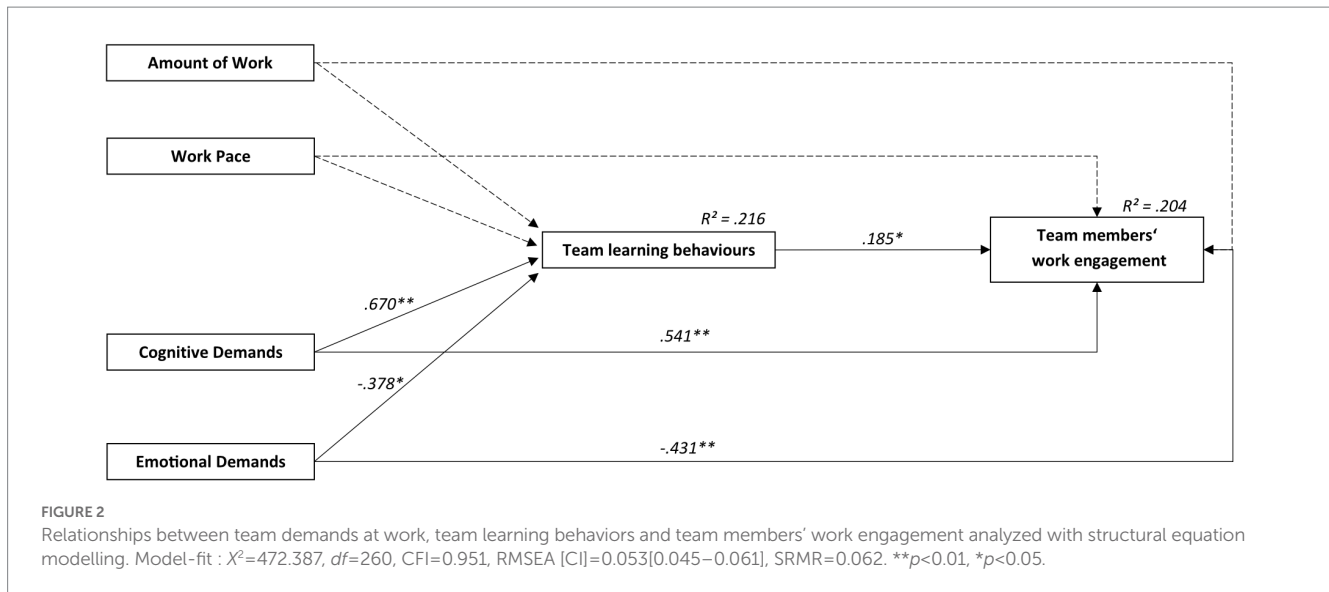 Amount of Work
Work Pace
R² = .216
R² = .204
Team learning behaviours
.185*
Team members‘
work engagement
.670**
Cognitive Demands
.541**
-.378*
Emotional Demands
-.431**
FIGURE 2
Relationships between team demands at work, team learning behaviors and team members’ work engagement analyzed with structural equation
modelling. Model-fit : X²=472.387, df=260, CFI=0.951, RMSEA [CI]=0.053[0.045–0.061], SRMR=0.062. **p<0.01, *p<0.05.